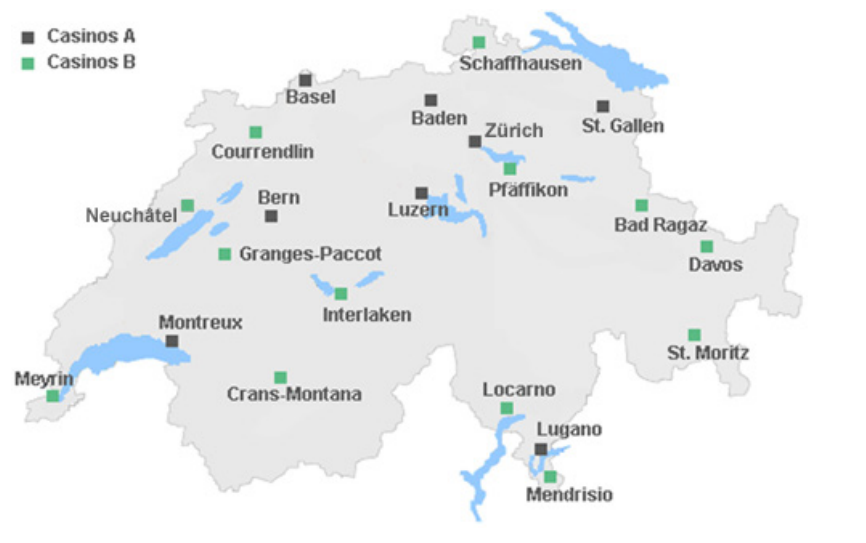 Casinos A
Casinos B
Schaffhausen
Basel
Baden
St. Gallen
Zürich
Courrendlin
Pfäffikon
Bern
Luzern
Neuchâtel
Bad Ragaz
Granges-Paccot
Davos
Interlaken
Montreux
St. Moritz
Meyrin
Crans-Montana
Locarno
Lugano
Mendrisio